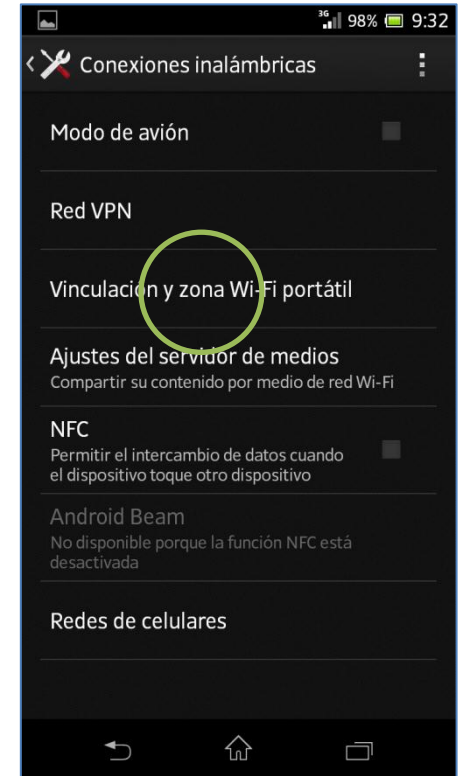 3G 98% 9:32
Conexiones inalámbricas
Modo de avión
Red VPN
Vinculación y zona Wi-Fi portátil
Ajustes del servidor de medios
Compartir su contenido por medio de red Wi-Fi
NFC
Permitir el intercambio de datos cuando
el dispositivo toque otro dispositivo
Android Beam
No disponible porque la función NFC está
desactivada
Redes de celulares